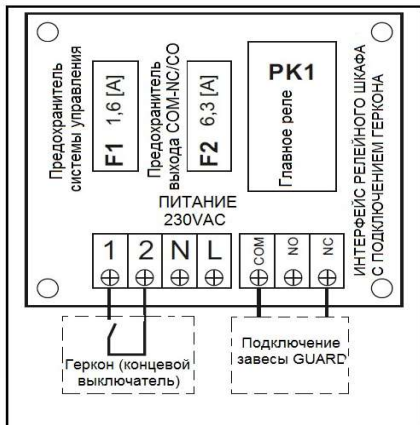 Предохранитель
системы управления
F1 1,6 [A]
Предохранитель
выхода COM-NC/CO
F2 6,3 [A]
PK1
Главное реле
ИНТЕРФЕЙС РЕЛЕЙНОГО ШКАФА
С ПОДКЛЮЧЕНИЕМ ГЕРКОНА
ПИТАНИЕ
230VAC
1 2 N L
COM NO NC
Геркон (концевой
выключатель)
Подключение
завесы GUARD